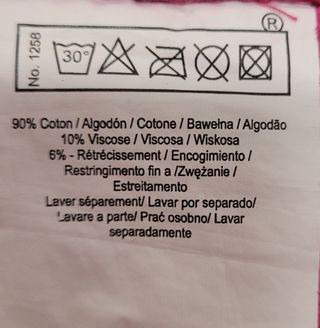 ®
No. 1258
30°
90% Coton / Algodón / Cotone / Bawełna / Algodão
10% Viscose / Viscosa / Wiskosa
6% - Rétrécissement / Encogimiento /
Restringimento fin a /Zwężanie /
Estreitamento
Laver séparement/ Lavar por separado/
Lavare a parte/ Prać osobno/ Lavar
separadamente